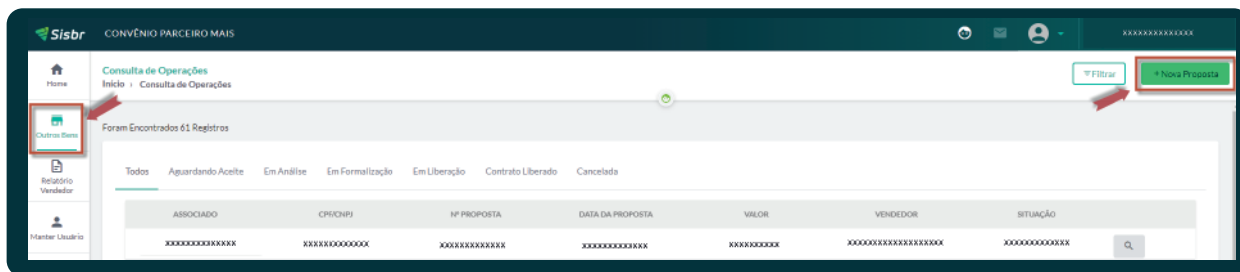 Sisbr CONVÊNIO PARCEIRO MAIS xxxxxxxxxxxxxx
Home
Consulta de Operações
Início › Consulta de Operações
Filtrar
+ Nova Proposta
Outros Bens
Foram Encontrados 61 Registros
Relatório
Vendedor
Todos Aguardando Aceite Em Análise Em Formalização Em Liberação Contrato Liberado Cancelada
Manter Usuário
ASSOCIADO CPF/CNPJ Nº PROPOSTA DATA DA PROPOSTA VALOR VENDEDOR SITUAÇÃO
xxxxxxxxxxxxx xxxxxxxxxxxxx xxxxxxxxxxxxx xxxxxxxxxxxxx xxxxxxxxxx xxxxxxxxxxxxxxxxxxx xxxxxxxxxxxxx